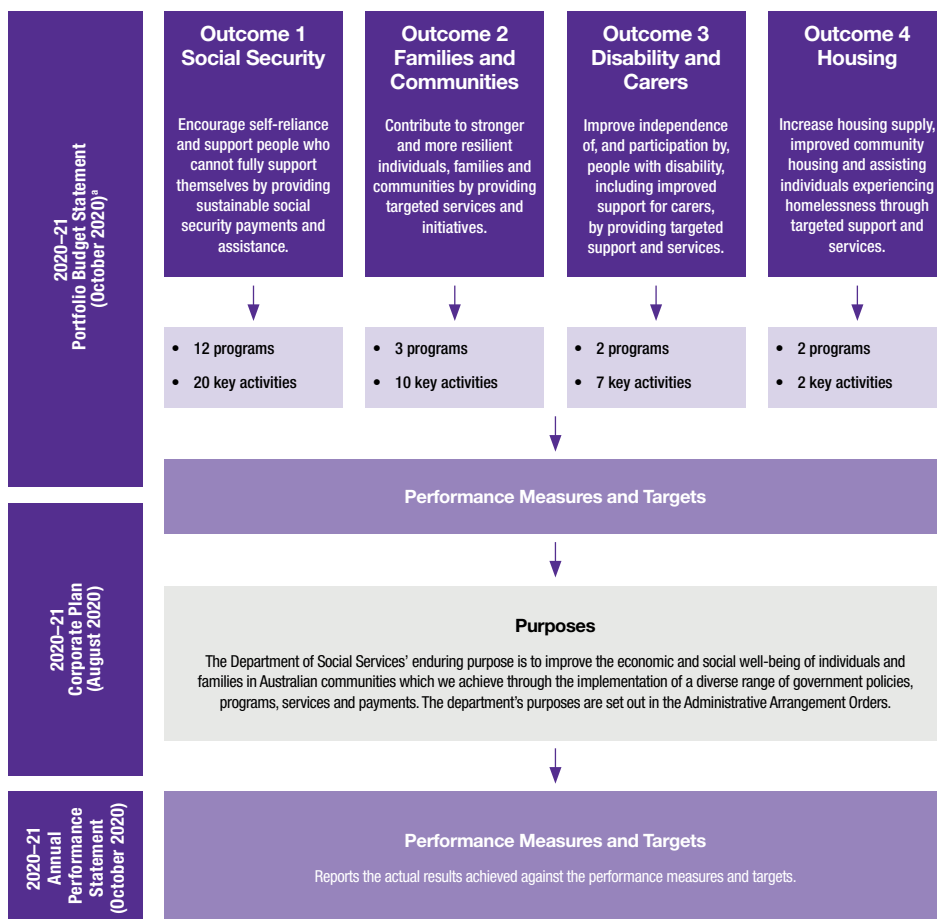 2020–21
Portfolio Budget Statement
(October 2020)ᵃ
Outcome 1
Social Security
Encourage self-reliance
and support people who
cannot fully support
themselves by providing
sustainable social
security payments and
assistance.
Outcome 2
Families and
Communities
Contribute to stronger
and more resilient
individuals, families and
communities by providing
targeted services and
initiatives.
Outcome 3
Disability and
Carers
Improve independence
of, and participation by,
people with disability,
including improved
support for carers,
by providing targeted
support and services.
Outcome 4
Housing
Increase housing supply,
improved community
housing and assisting
individuals experiencing
homelessness through
targeted support and
services.
• 12 programs
• 20 key activities
• 3 programs
• 10 key activities
• 2 programs
• 7 key activities
• 2 programs
• 2 key activities
Performance Measures and Targets
2020–21
Corporate Plan
(August 2020)
Purposes
The Department of Social Services’ enduring purpose is to improve the economic and social well-being of individuals and
families in Australian communities which we achieve through the implementation of a diverse range of government policies,
programs, services and payments. The department’s purposes are set out in the Administrative Arrangement Orders.
2020–21
Annual
Performance
Statement
(October 2020)
Performance Measures and Targets
Reports the actual results achieved against the performance measures and targets.